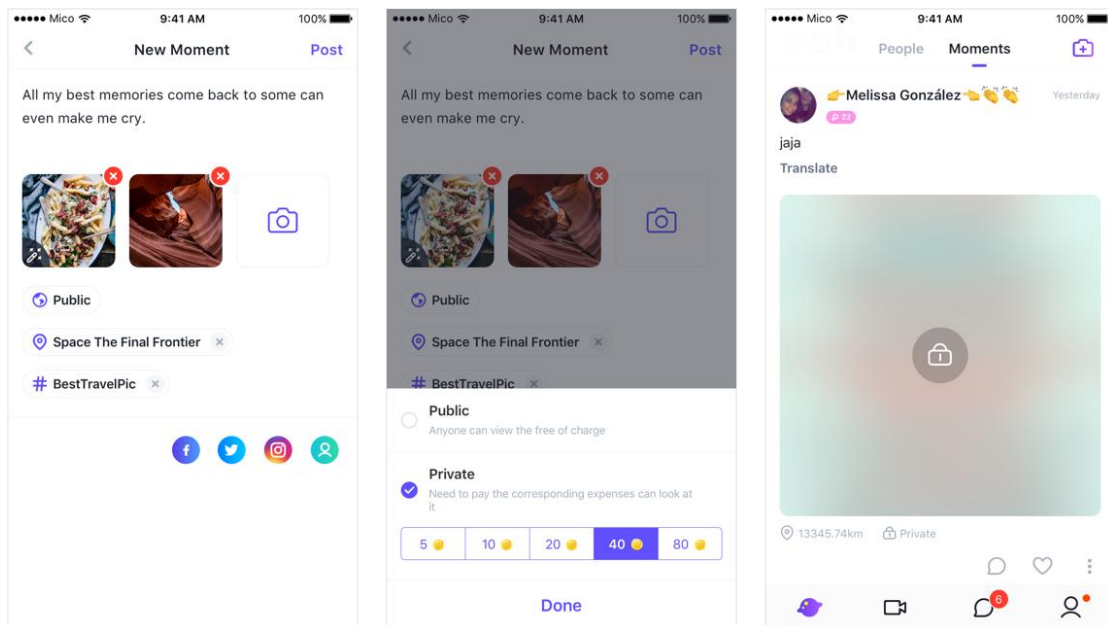 Mico 9:41 AM 100%
New Moment Post
All my best memories come back to some can
even make me cry.
Public
Space The Final Frontier
# BestTravelPic
Mico 9:41 AM 100%
New Moment Post
All my best memories come back to some can
even make me cry.
Public
Space The Final Frontier
# BestTravelPic
Public
Anyone can view the free of charge
Private
Need to pay the corresponding expenses can look at
it
5 10 20 40 80
Done
Mico 9:41 AM 100%
People Moments
👉Melissa González👈👏👏 Yesterday
27
jaja
Translate
13345.74km Private
6